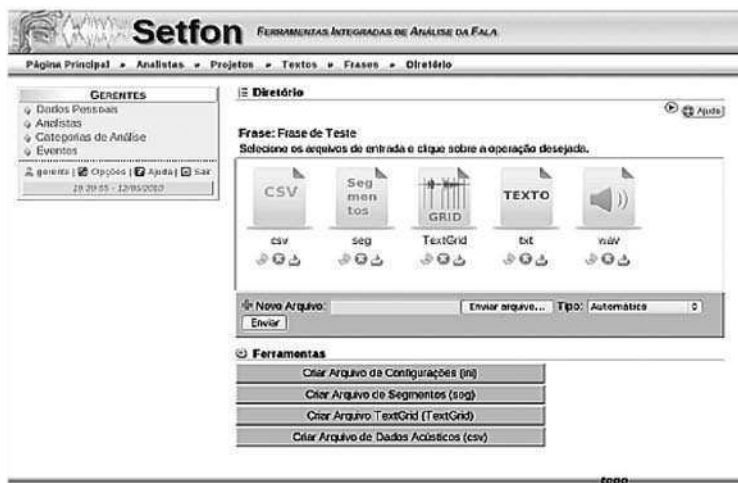 Setfon FERRAMENTAS INTEGRADAS DE ANÁLISE DA FALA
Página Principal » Analistas » Projetos » Textos » Frases » Diretório
GERENTES
Dados Pessoais
Analistas
Categorias de Análise
Eventos
gerente | Opções | Ajuda | Sair
Diretório
Ajuda
Frase: Frase de Teste
Selecione os arquivos de entrada e clique sobre a operação desejada.
CSV
Seg
men
tos
GRID
TEXTO
csv seg TextGrid txt wav
Novo Arquivo: Enviar arquivo... Tipo: Automático
Enviar
Ferramentas
Criar Arquivo de Configurações (ini)
Criar Arquivo de Segmentos (seg)
Criar Arquivo TextGrid (TextGrid)
Criar Arquivo de Dados Acústicos (csv)
topo